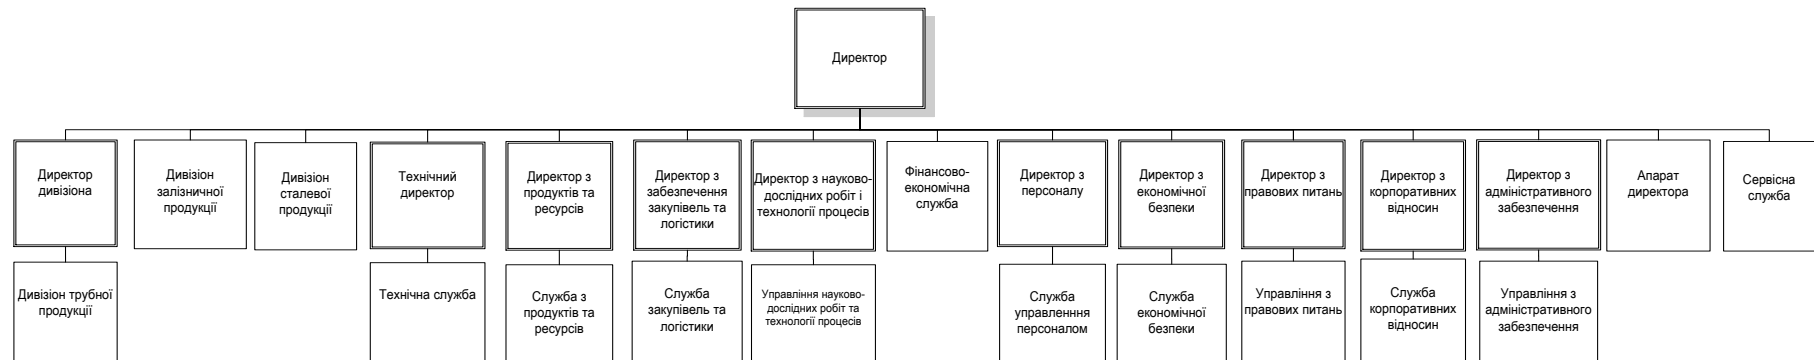 Директор
Директор
дивізіона
Дивізіон
залізничної
продукції
Дивізіон
сталевої
продукції
Технічний
директор
Директор з
продуктів та
ресурсів
Директор з
забезпечення
закупівель та
логістики
Директор з науково-
дослідних робіт і
технології процесів
Фінансово-
економічна
служба
Директор з
персоналу
Директор з
економічної
безпеки
Директор з
правових питань
Директор з
корпоративних
відносин
Директор з
адміністративного
забезпечення
Апарат
директора
Сервісна
служба
Дивізіон трубної
продукції
Технічна служба
Служба з
продуктів та
ресурсів
Служба
закупівель та
логістики
Управління науково-
дослідних робіт та
технології процесів
Служба
управленння
персоналом
Служба
економічної
безпеки
Управління з
правових питань
Служба
корпоративних
відносин
Управління з
адміністративного
забезпечення